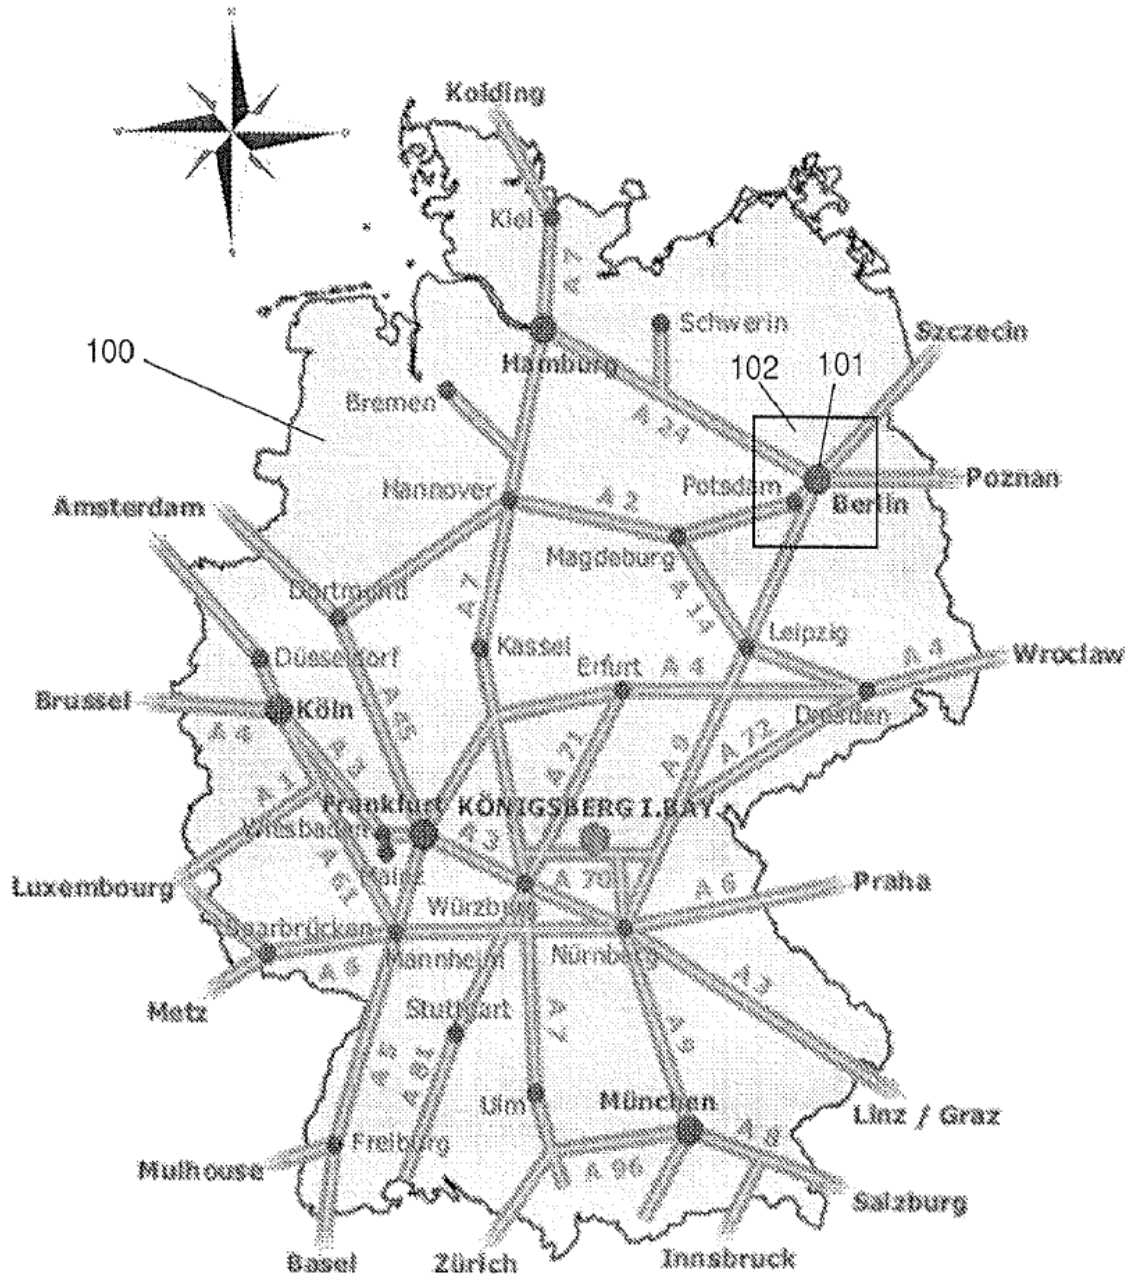 Kolding
Kiel
A 7
Schwerin
Szczecin
100
Hamburg
102
101
Bremen
A 24
Hannover
A 2
Potsdam
Poznan
Berlin
Amsterdam
Magdeburg
Dortmund
A 7
A 14
Leipzig
Kassel
Düsseldorf
Erfurt
A 4
A 4
Wroclaw
Brussel
Köln
Dresden
A 4
A 3
A 9
A 72
A 71
A 1
Frankfurt
KÖNIGSBERG I.BAY.
Wiesbaden
A 3
Mainz
A 70
A 61
Luxembourg
Würzburg
A 6
Praha
Saarbrücken
Mannheim
Nürnberg
A 6
A 3
Metz
Stuttgart
A 7
A 9
A 5
A 81
Ulm
München
Linz / Graz
A 8
Freiburg
Mulhouse
A 96
Salzburg
Basel
Zürich
Innsbruck